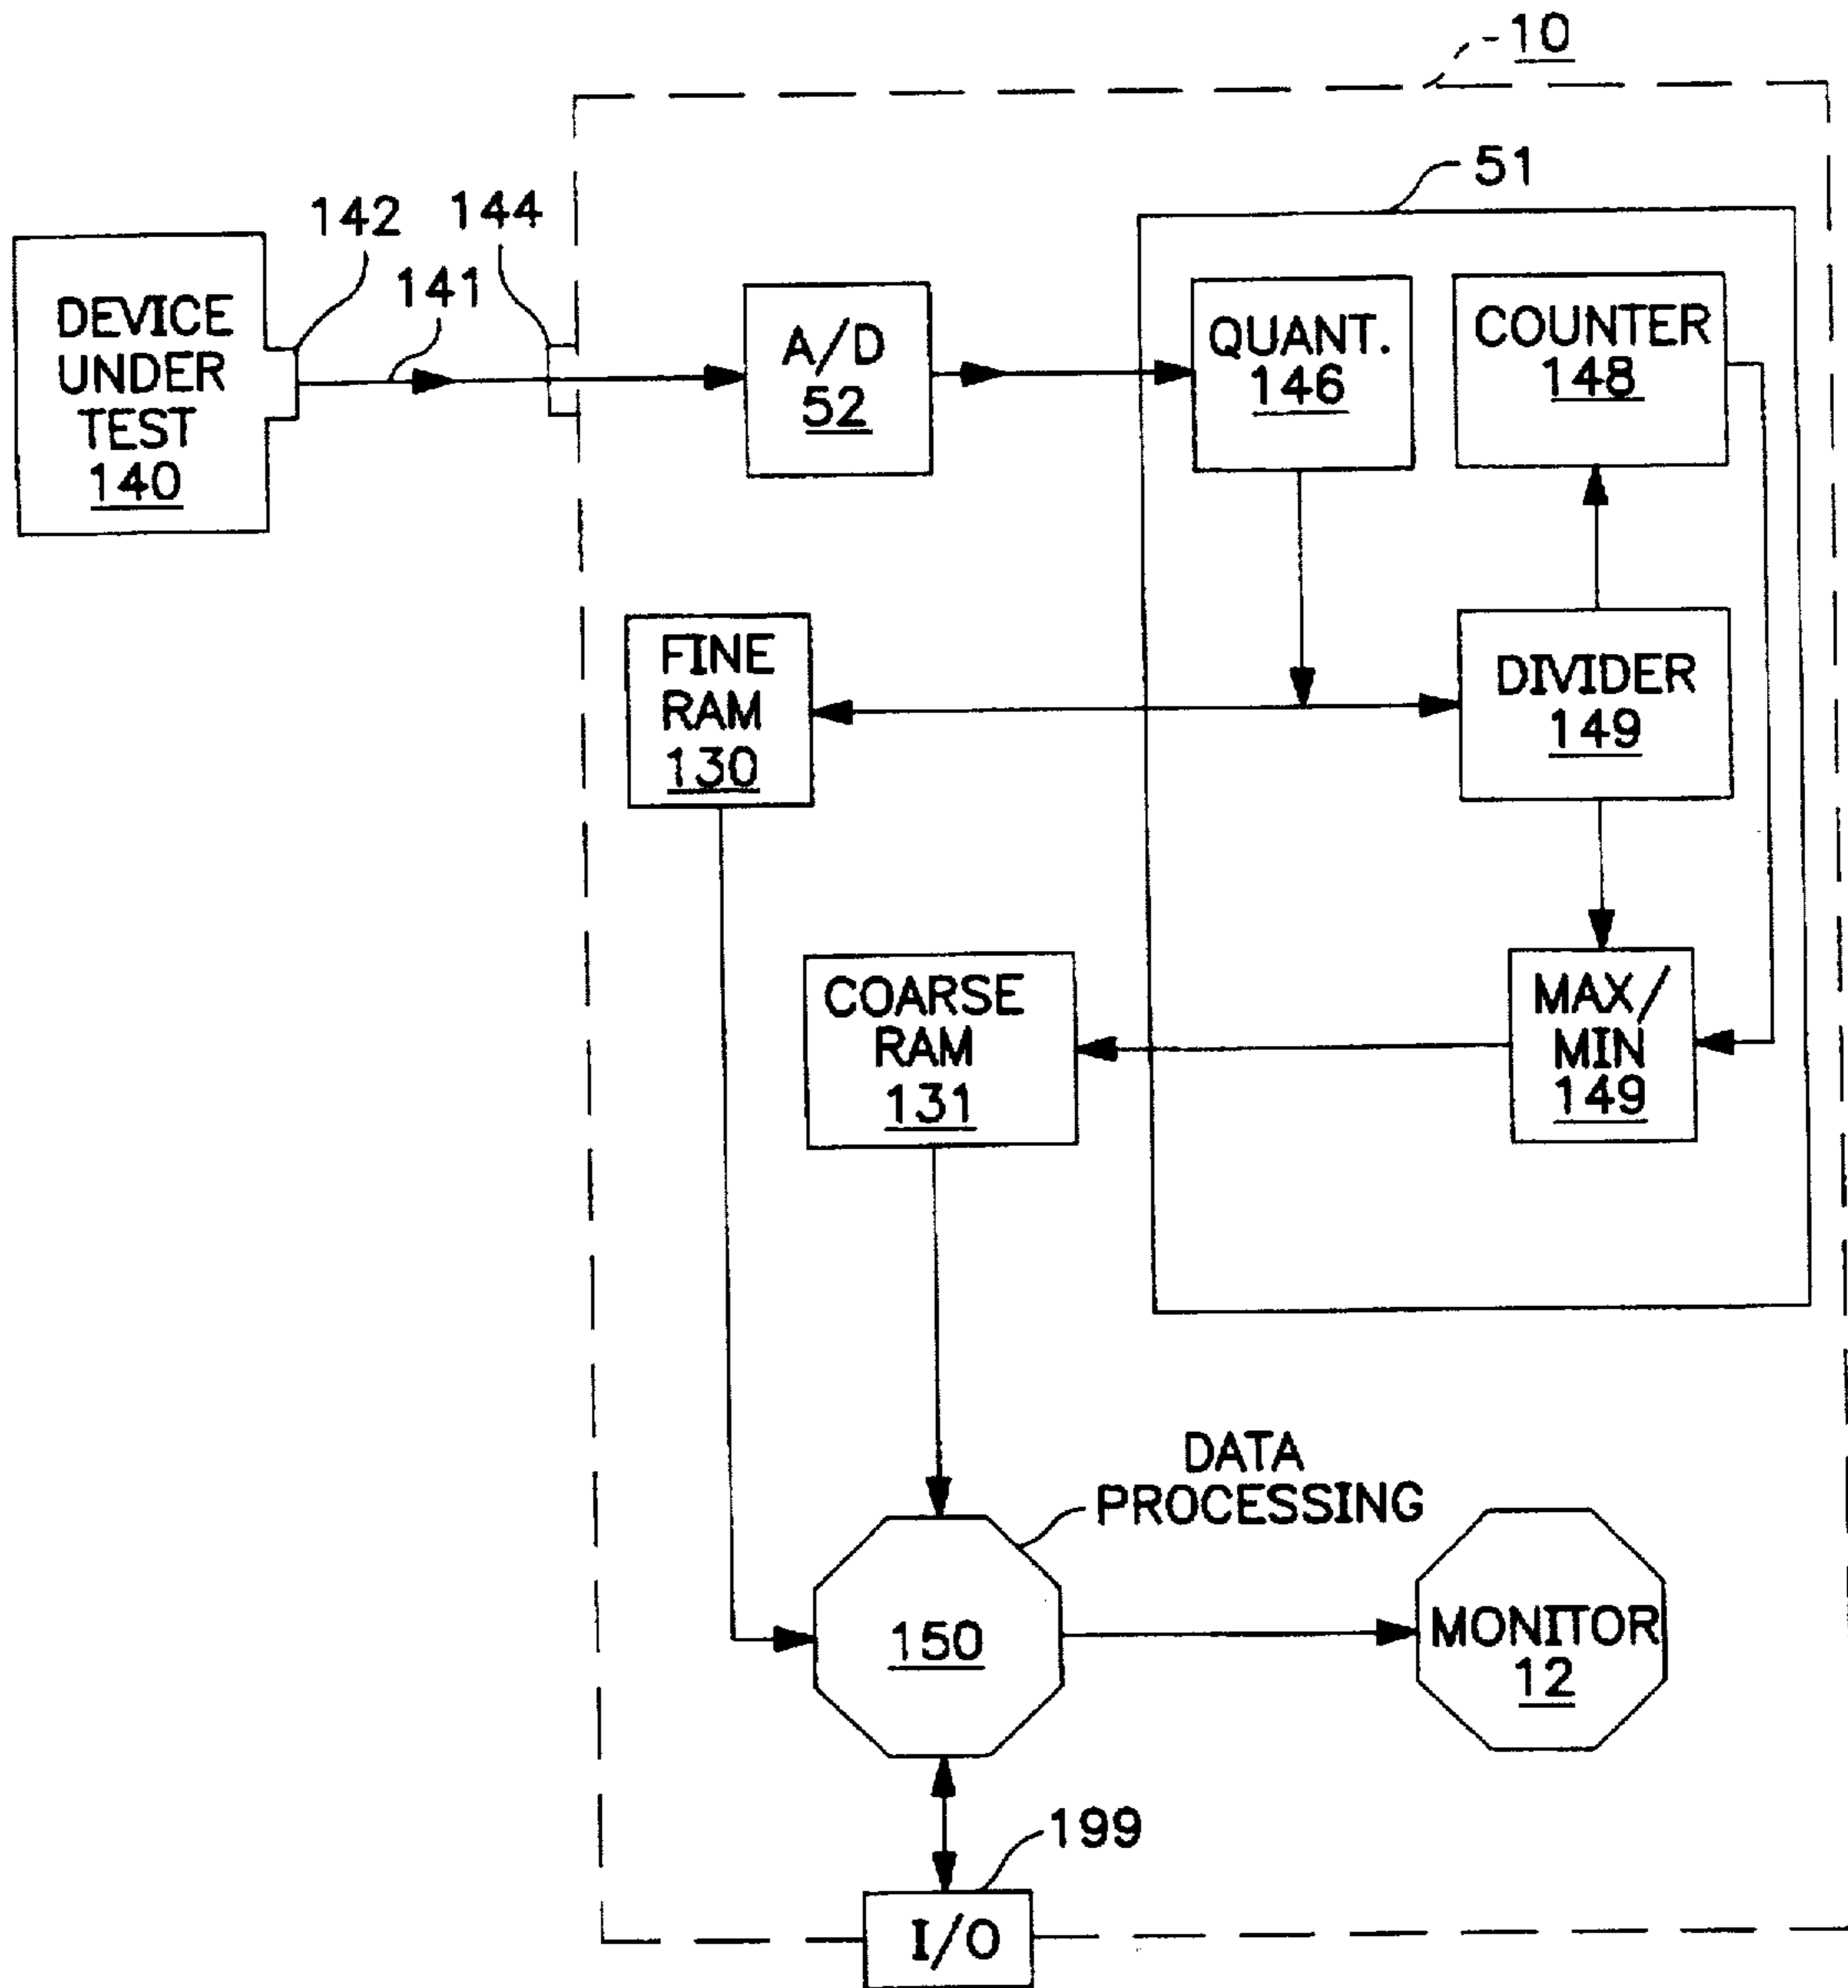 10
51
142
144
141
DEVICE
UNDER
TEST
140
A/D
52
QUANT.
146
COUNTER
148
FINE
RAM
130
DIVIDER
149
COARSE
RAM
131
MAX/
MIN
149
DATA
PROCESSING
150
MONITOR
12
199
I/O